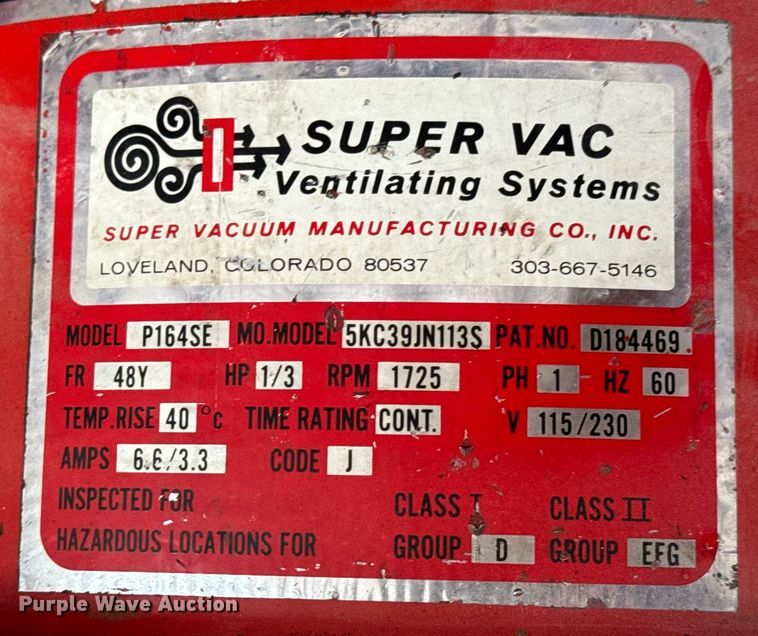 SUPER VAC
Ventilating Systems
SUPER VACUUM MANUFACTURING CO., INC.
LOVELAND, COLORADO 80537 303-667-5146
MODEL P164SE MO.MODEL 5KC39JN113S PAT.NO. D184469.
FR 48Y HP 1/3 RPM 1725 PH 1 HZ 60
TEMP.RISE 40 °C TIME RATING CONT. V 115/230
AMPS 6.6/3.3 CODE J
INSPECTED FOR CLASS I CLASS II
HAZARDOUS LOCATIONS FOR GROUP D GROUP EFG
Purple Wave Auction